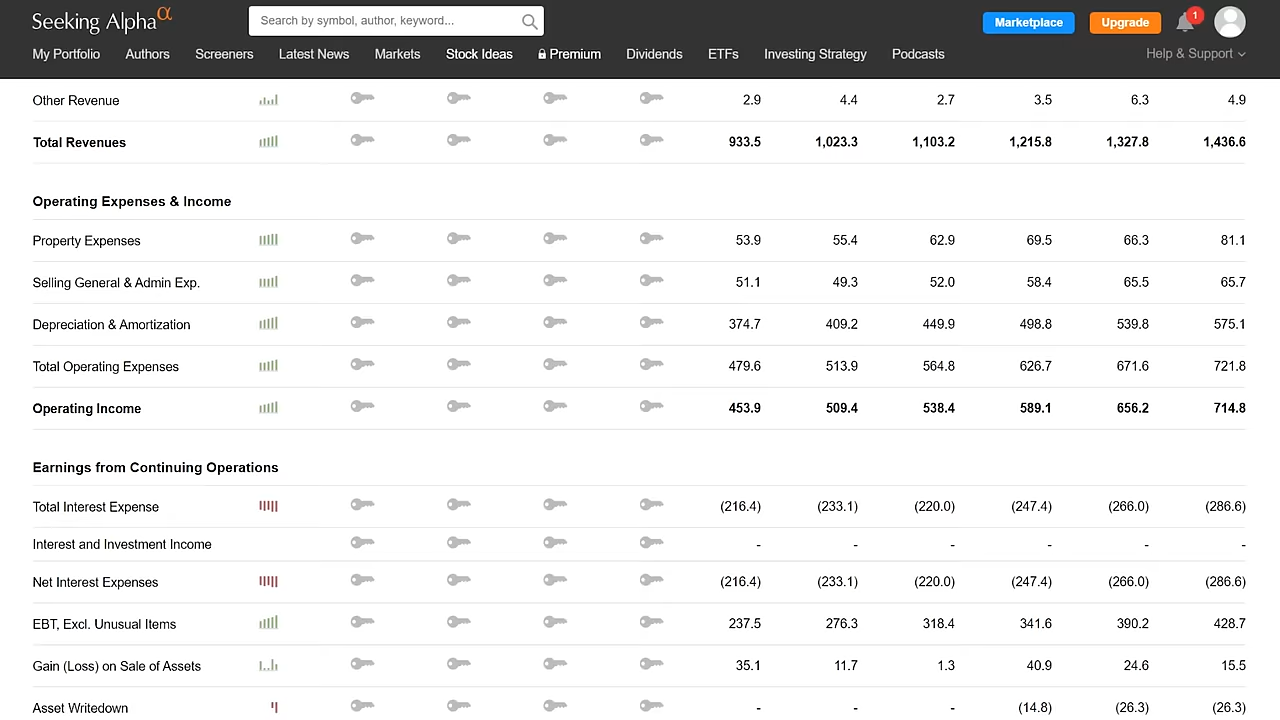 Seeking Alpha α
Search by symbol, author, keyword...
Marketplace
Upgrade
1
My Portfolio Authors Screeners Latest News Markets Stock Ideas Premium Dividends ETFs Investing Strategy Podcasts Help & Support
Other Revenue 2.9 4.4 2.7 3.5 6.3 4.9
Total Revenues 933.5 1,023.3 1,103.2 1,215.8 1,327.8 1,436.6
Operating Expenses & Income
Property Expenses 53.9 55.4 62.9 69.5 66.3 81.1
Selling General & Admin Exp. 51.1 49.3 52.0 58.4 65.5 65.7
Depreciation & Amortization 374.7 409.2 449.9 498.8 539.8 575.1
Total Operating Expenses 479.6 513.9 564.8 626.7 671.6 721.8
Operating Income 453.9 509.4 538.4 589.1 656.2 714.8
Earnings from Continuing Operations
Total Interest Expense (216.4) (233.1) (220.0) (247.4) (266.0) (286.6)
Interest and Investment Income - - - - - -
Net Interest Expenses (216.4) (233.1) (220.0) (247.4) (266.0) (286.6)
EBT, Excl. Unusual Items 237.5 276.3 318.4 341.6 390.2 428.7
Gain (Loss) on Sale of Assets 35.1 11.7 1.3 40.9 24.6 15.5
Asset Writedown - - - (14.8) (26.3) (26.3)